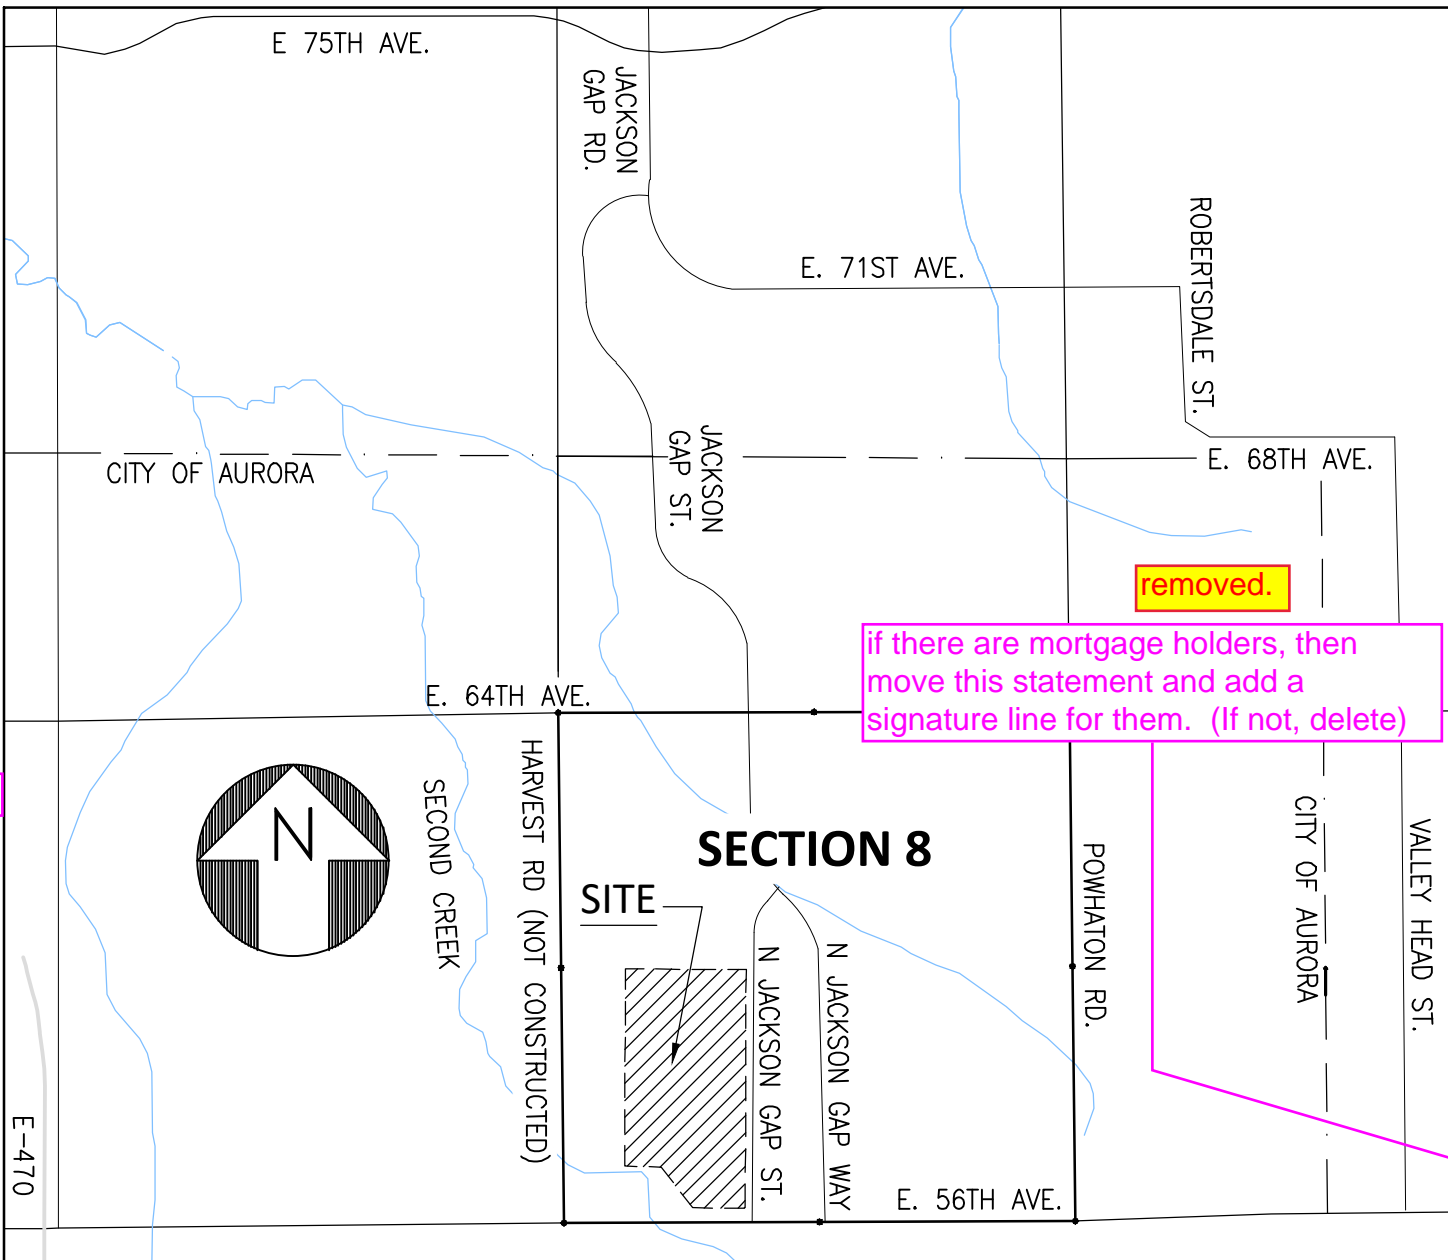 E 75TH AVE.
JACKSON
GAP RD.
ROBERTSDALE ST.
E. 71ST AVE.
JACKSON
GAP ST.
CITY OF AURORA
E. 68TH AVE.
removed.
if there are mortgage holders, then
move this statement and add a
signature line for them. (If not, delete)
E. 64TH AVE.
HARVEST RD (NOT CONSTRUCTED)
SECOND CREEK
N
SECTION 8
SITE
POWHATON RD.
CITY OF AURORA
VALLEY HEAD ST.
N JACKSON GAP ST.
N JACKSON GAP WAY
E-470
E. 56TH AVE.